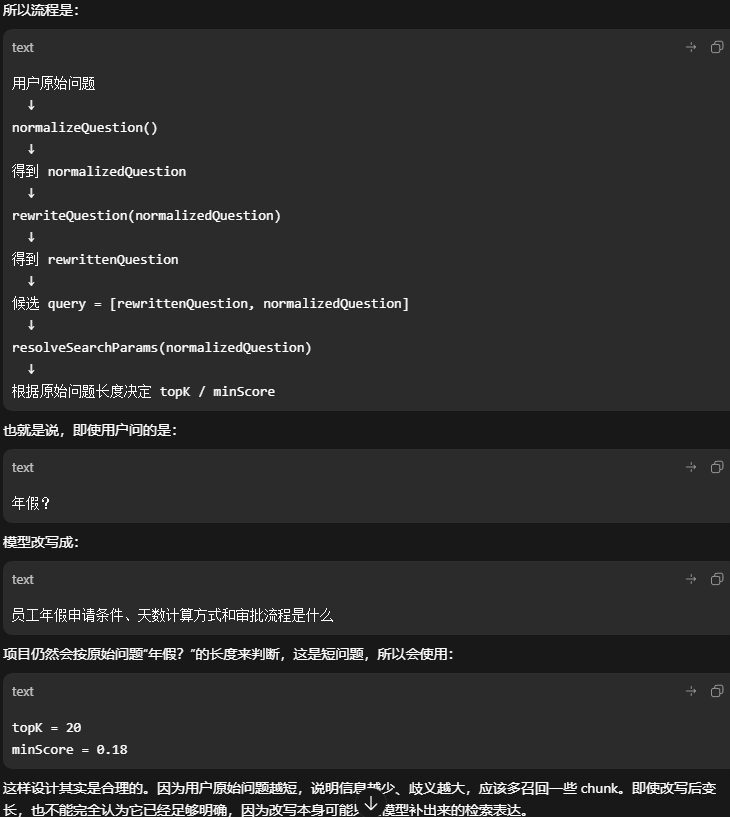 所以流程是：
text
用户原始问题
↓
normalizeQuestion()
↓
得到 normalizedQuestion
↓
rewriteQuestion(normalizedQuestion)
↓
得到 rewrittenQuestion
↓
候选 query = [rewrittenQuestion, normalizedQuestion]
↓
resolveSearchParams(normalizedQuestion)
↓
根据原始问题长度决定 topK / minScore
也就是说，即使用户问的是：
text
年假？
模型改写成：
text
员工年假申请条件、天数计算方式和审批流程是什么
项目仍然会按原始问题“年假？”的长度来判断，这是短问题，所以会使用：
text
topK = 20
minScore = 0.18
这样设计其实是合理的。因为用户原始问题越短，说明信息越少、歧义越大，应该多召回一些 chunk。即使改写后变
长，也不能完全认为它已经足够明确，因为改写本身可能 模型补出来的检索表达。